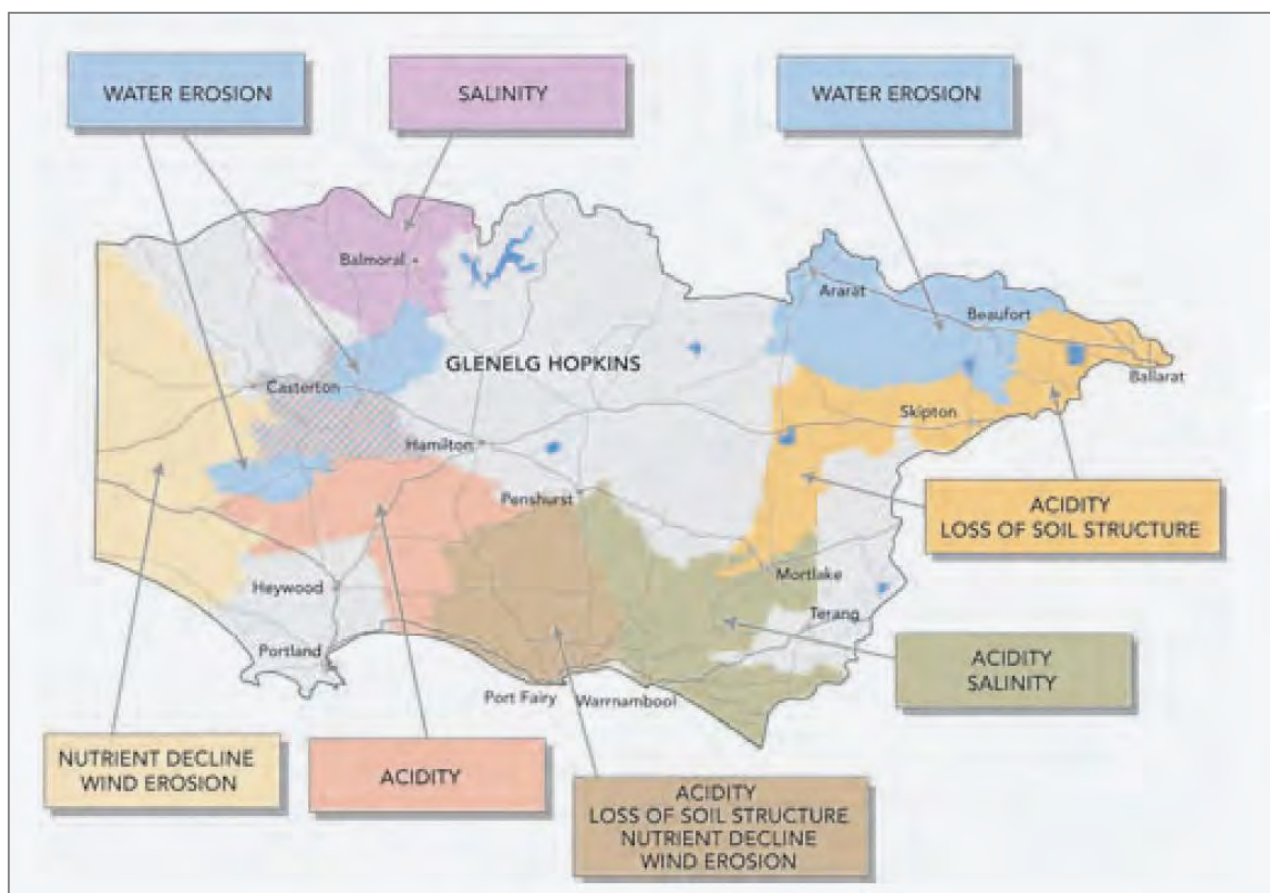 WATER EROSION
SALINITY
WATER EROSION
Balmoral
Ararat
Beaufort
GLENELG HOPKINS
Casterton
Ballarat
Skipton
Hamilton
Penshurst
ACIDITY
LOSS OF SOIL STRUCTURE
Mortlake
Heywood
Terang
Portland
ACIDITY
SALINITY
Port Fairy
Warrnambool
NUTRIENT DECLINE
WIND EROSION
ACIDITY
ACIDITY
LOSS OF SOIL STRUCTURE
NUTRIENT DECLINE
WIND EROSION